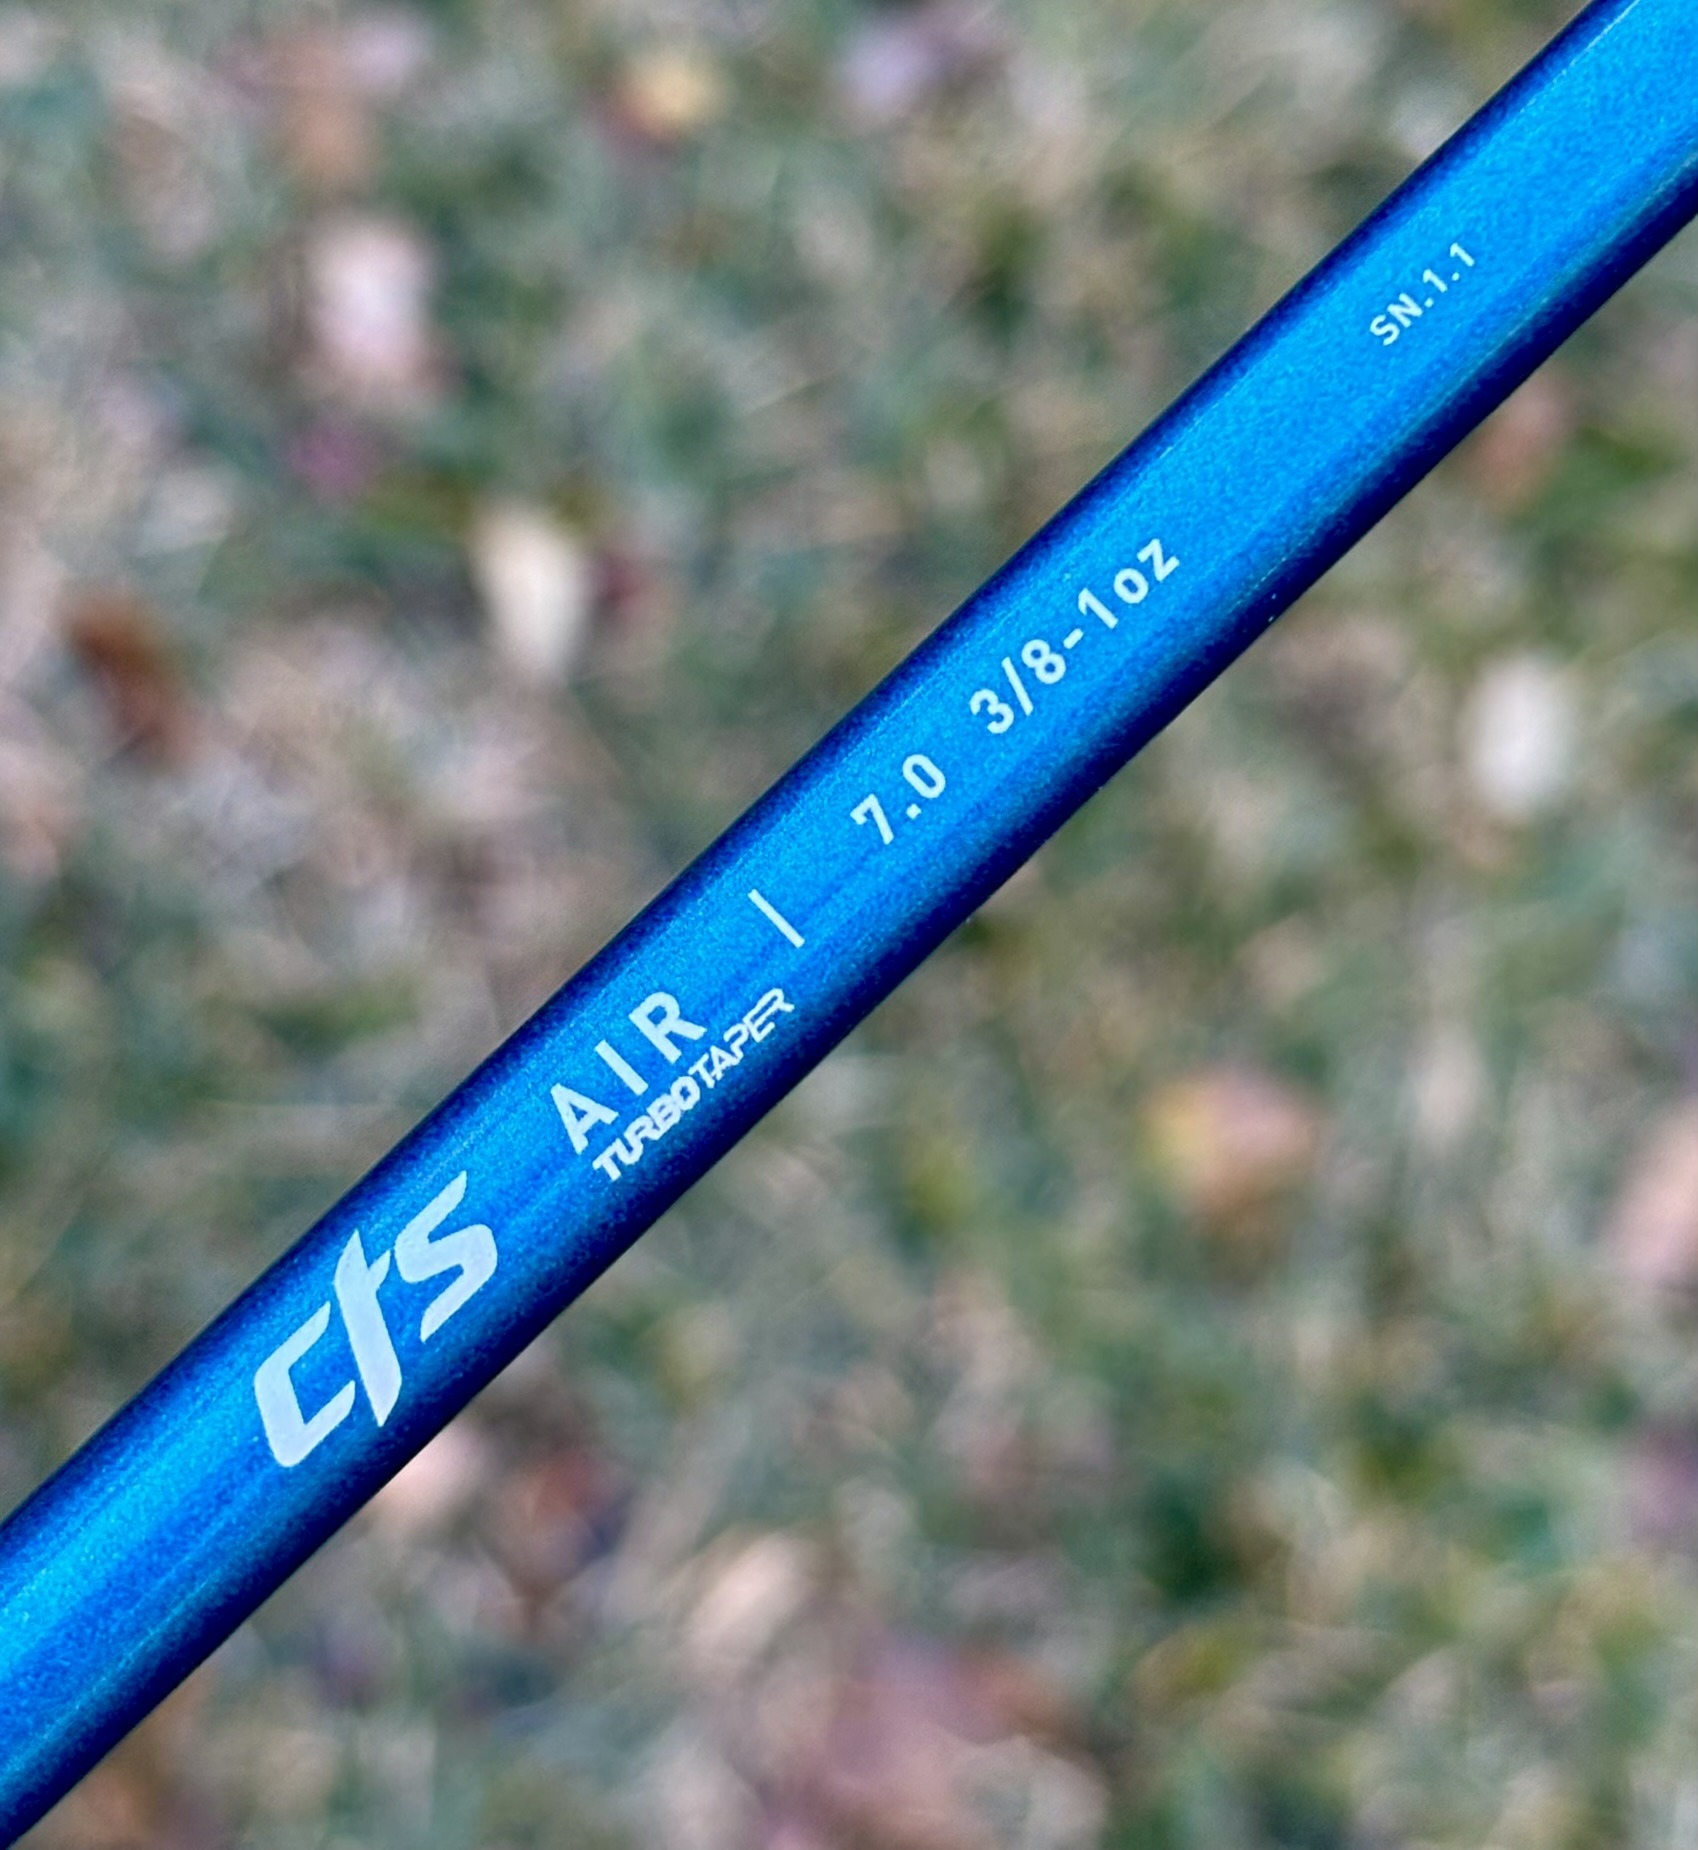 cts
AIR | 7.0 3/8-1oz
TURBOTAPER
SN.1.1